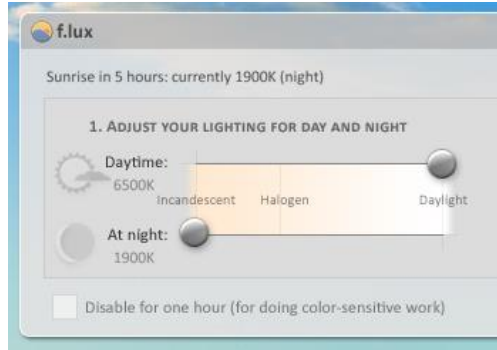 f.lux
Sunrise in 5 hours: currently 1900K (night)
1. ADJUST YOUR LIGHTING FOR DAY AND NIGHT
Daytime:
6500K
Incandescent Halogen Daylight
At night:
1900K
Disable for one hour (for doing color-sensitive work)